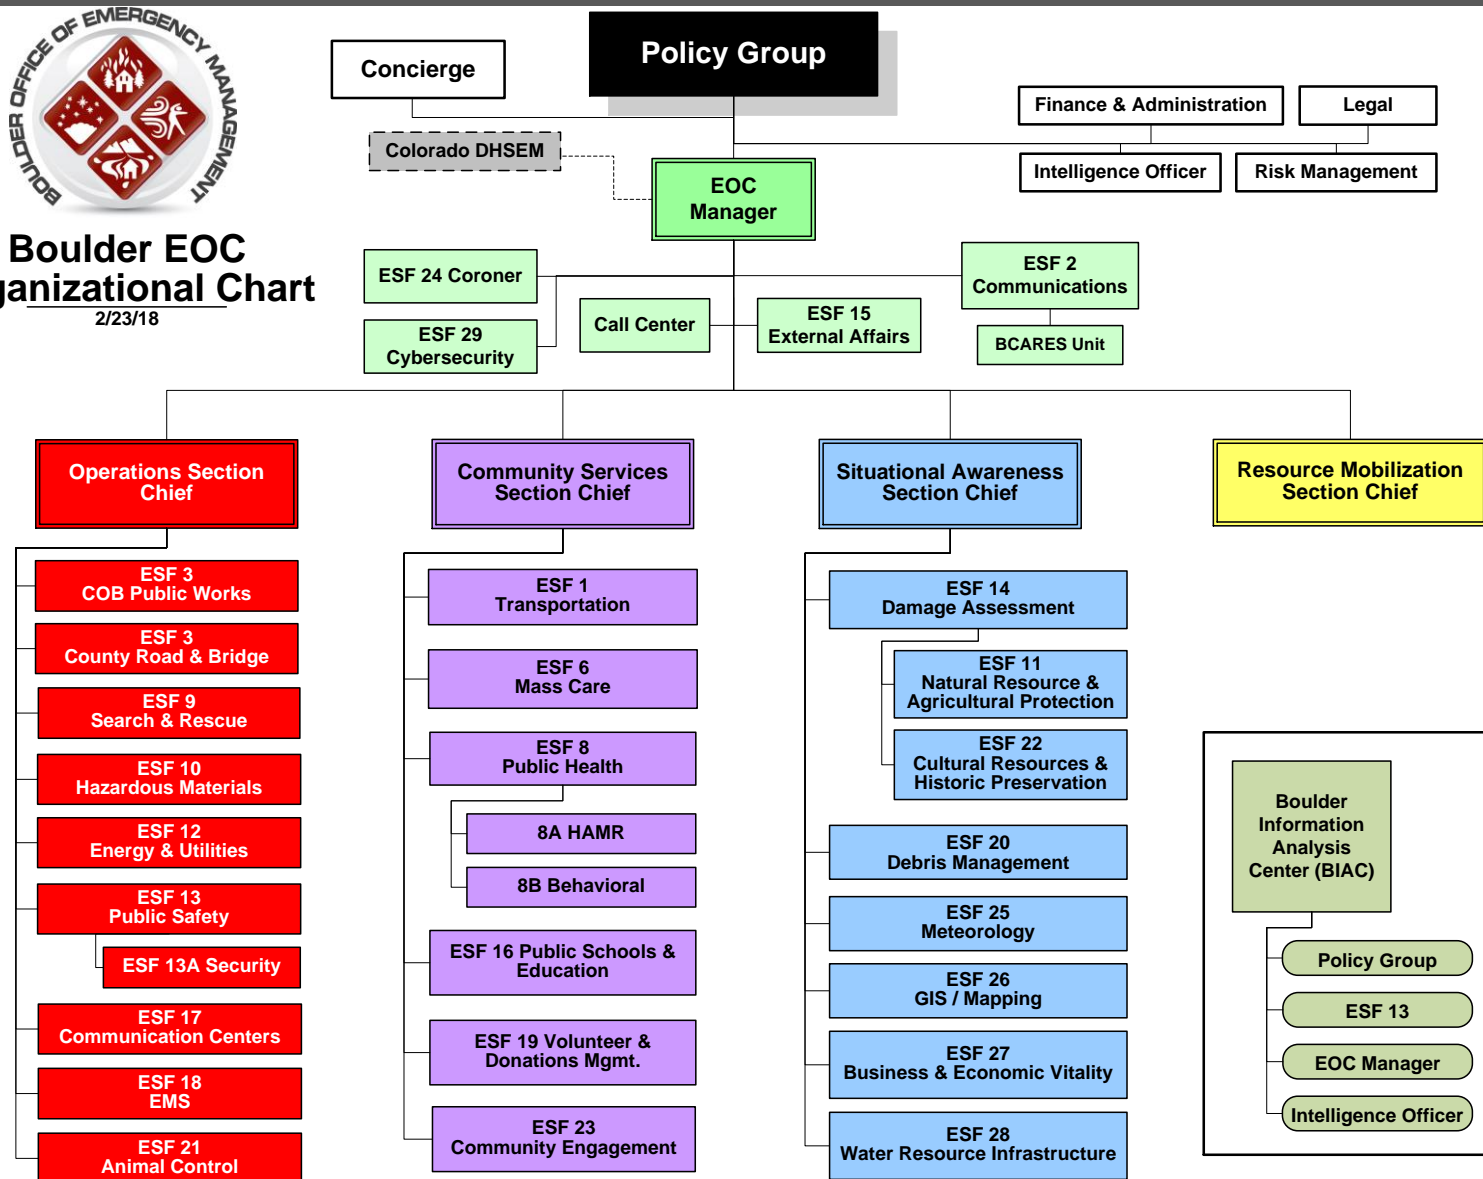 BOULDER OFFICE OF EMERGENCY MANAGEMENT
Boulder EOC
ganizational Chart
2/23/18
Concierge
Policy Group
Finance & Administration
Legal
Colorado DHSEM
Intelligence Officer
Risk Management
EOC
Manager
ESF 24 Coroner
ESF 29
Cybersecurity
Call Center
ESF 15
External Affairs
ESF 2
Communications
BCARES Unit
Operations Section
Chief
ESF 3
COB Public Works
ESF 3
County Road & Bridge
ESF 9
Search & Rescue
ESF 10
Hazardous Materials
ESF 12
Energy & Utilities
ESF 13
Public Safety
ESF 13A Security
ESF 17
Communication Centers
ESF 18
EMS
ESF 21
Animal Control
Community Services
Section Chief
ESF 1
Transportation
ESF 6
Mass Care
ESF 8
Public Health
8A HAMR
8B Behavioral
ESF 16 Public Schools &
Education
ESF 19 Volunteer &
Donations Mgmt.
ESF 23
Community Engagement
Situational Awareness
Section Chief
ESF 14
Damage Assessment
ESF 11
Natural Resource &
Agricultural Protection
ESF 22
Cultural Resources &
Historic Preservation
ESF 20
Debris Management
ESF 25
Meteorology
ESF 26
GIS / Mapping
ESF 27
Business & Economic Vitality
ESF 28
Water Resource Infrastructure
Resource Mobilization
Section Chief
Boulder
Information
Analysis
Center (BIAC)
Policy Group
ESF 13
EOC Manager
Intelligence Officer